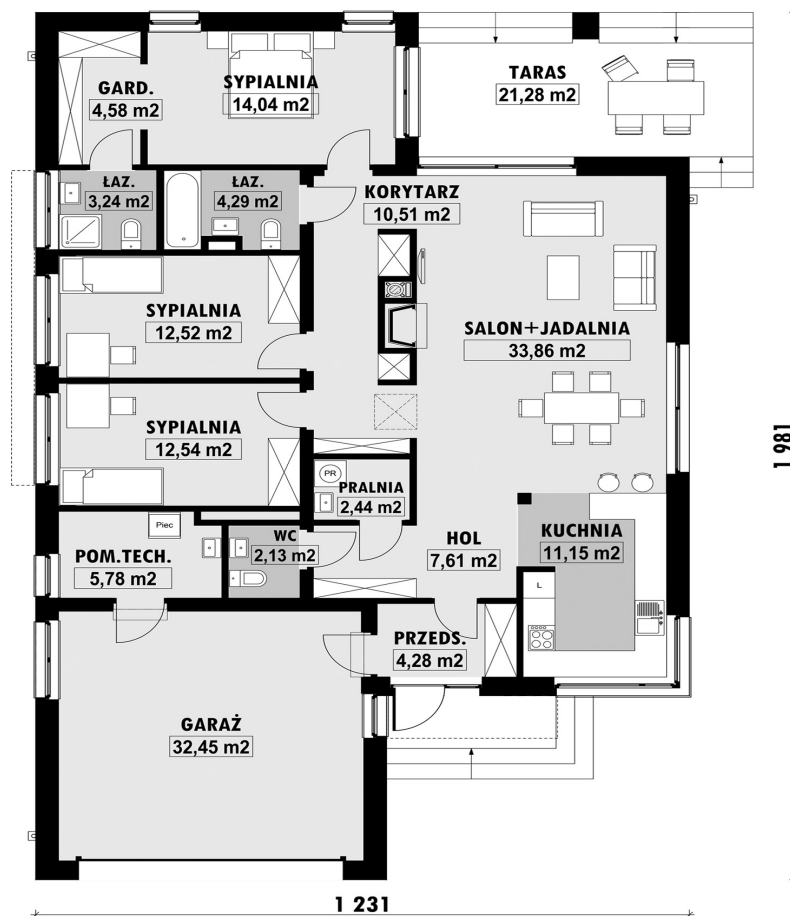 TARAS
21,28 m2
SYPIALNIA
14,04 m2
GARD.
4,58 m2
ŁAZ.
3,24 m2
ŁAZ.
4,29 m2
KORYTARZ
10,51 m2
SYPIALNIA
12,52 m2
SALON+JADALNIA
33,86 m2
SYPIALNIA
12,54 m2
1 981
PR
PRALNIA
2,44 m2
Piec
WC
2,13 m2
HOL
7,61 m2
KUCHNIA
11,15 m2
POM.TECH.
5,78 m2
L
PRZEDS.
4,28 m2
GARAŻ
32,45 m2
1 231